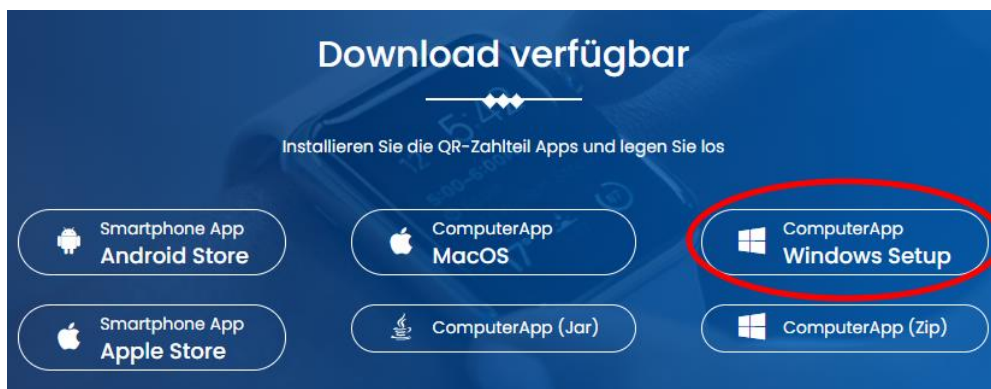 Download verfügbar
Installieren Sie die QR-Zahlteil Apps und legen Sie los
Smartphone App
Android Store
ComputerApp
MacOS
ComputerApp
Windows Setup
Smartphone App
Apple Store
ComputerApp (Jar)
ComputerApp (Zip)